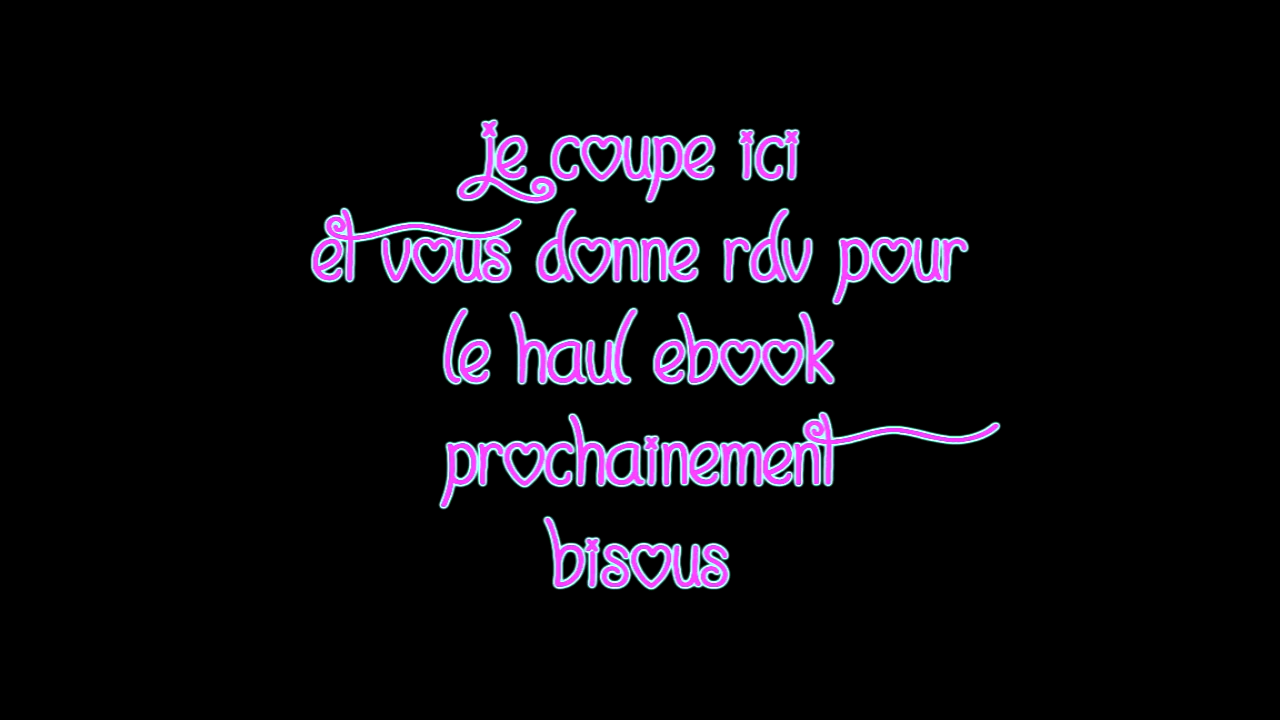 je coupe ici
et vous donne rdv pour
le haul ebook
prochainement
bisous